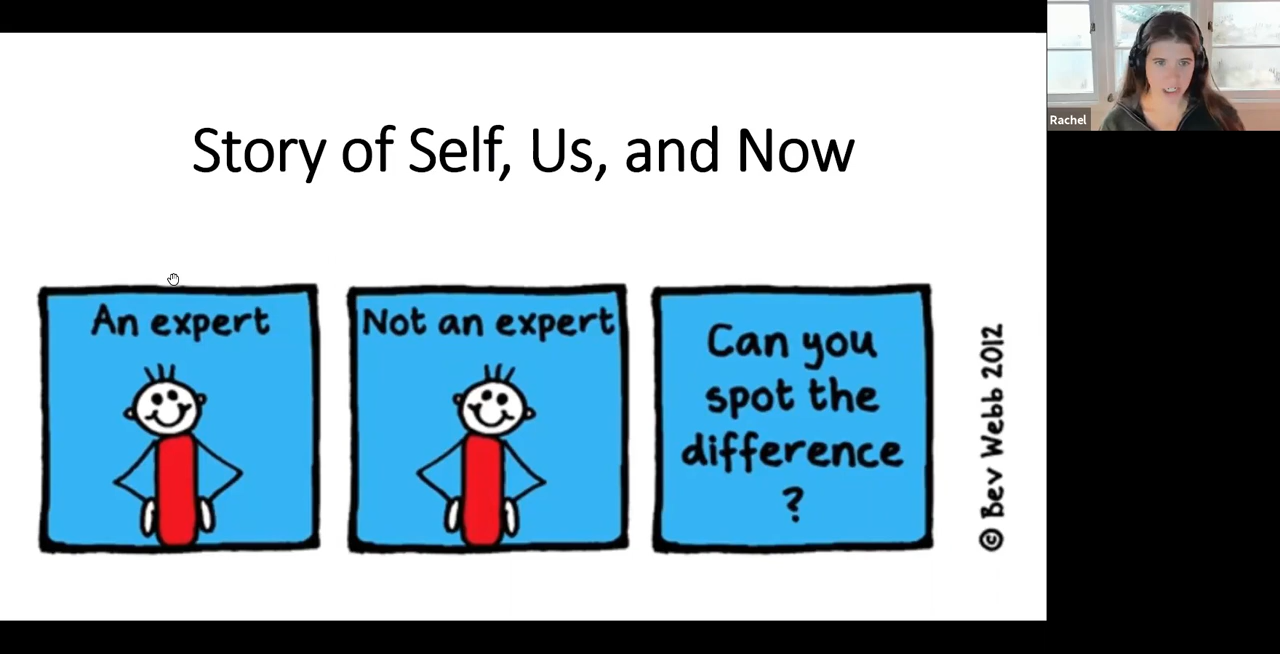 Story of Self, Us, and Now
An expert
Not an expert
Can you
spot the
difference
?
© Bev Webb 2012
Rachel